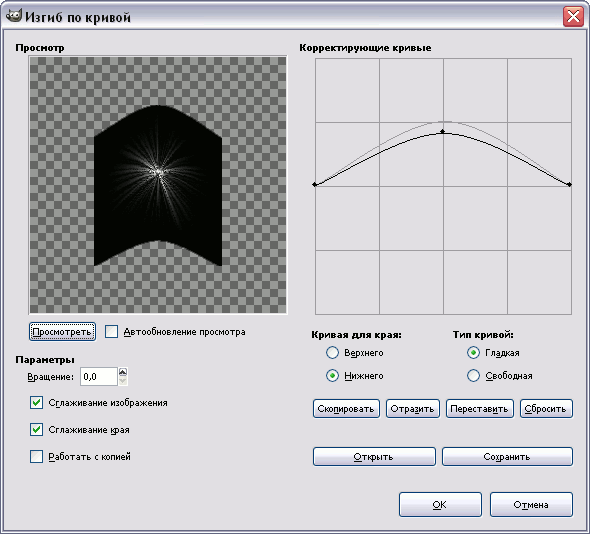 Изгиб по кривой
Просмотр
Корректирующие кривые
Просмотреть
Автообновление просмотра
Параметры
Вращение: 0,0
Сглаживание изображения
Сглаживание края
Работать с копией
Кривая для края:
Верхнего
Нижнего
Тип кривой:
Гладкая
Свободная
Скопировать
Отразить
Переставить
Сбросить
Открыть
Сохранить
OK
Отмена